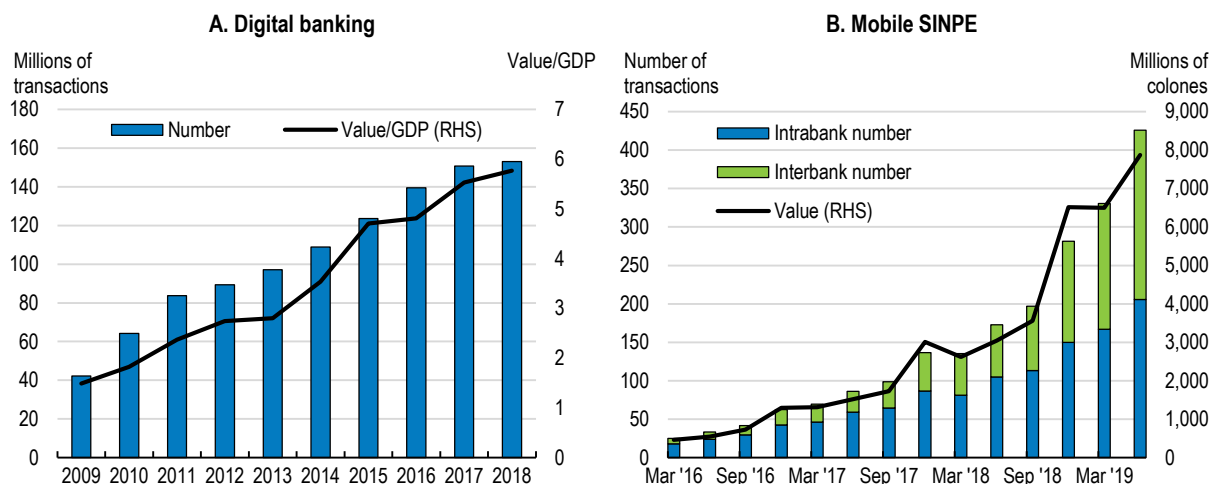 A. Digital banking
Millions of
transactions
Value/GDP
Number
Value/GDP (RHS)
180
160
140
120
100
80
60
40
20
0
7
6
5
4
3
2
1
0
2009 2010 2011 2012 2013 2014 2015 2016 2017 2018
B. Mobile SINPE
Number of
transactions
Millions of
colones
Intrabank number
Interbank number
Value (RHS)
450
400
350
300
250
200
150
100
50
0
9,000
8,000
7,000
6,000
5,000
4,000
3,000
2,000
1,000
0
Mar '16 Sep '16 Mar '17 Sep '17 Mar '18 Sep '18 Mar '19